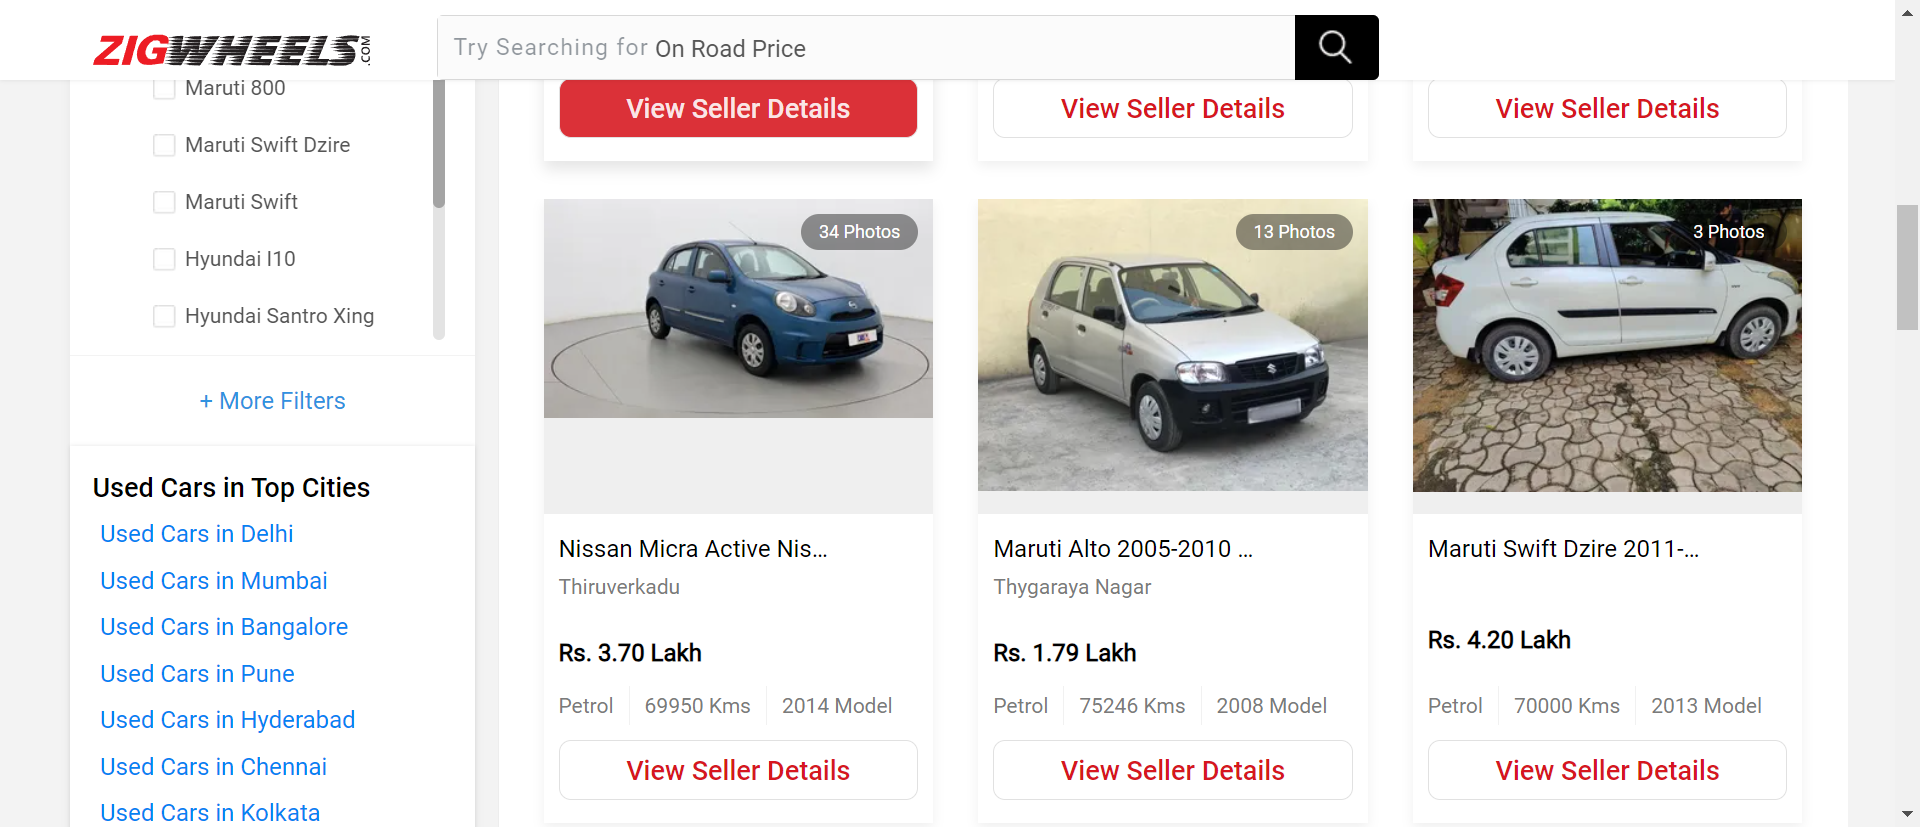 ZIGWHEELS.COM
Try Searching for On Road Price
Maruti 800
Maruti Swift Dzire
Maruti Swift
Hyundai I10
Hyundai Santro Xing
+ More Filters
Used Cars in Top Cities
Used Cars in Delhi
Used Cars in Mumbai
Used Cars in Bangalore
Used Cars in Pune
Used Cars in Hyderabad
Used Cars in Chennai
Used Cars in Kolkata
View Seller Details
View Seller Details
View Seller Details
34 Photos
Nissan Micra Active Nis...
Thiruverkadu
Rs. 3.70 Lakh
Petrol
69950 Kms
2014 Model
View Seller Details
13 Photos
Maruti Alto 2005-2010 ...
Thygaraya Nagar
Rs. 1.79 Lakh
Petrol
75246 Kms
2008 Model
View Seller Details
3 Photos
Maruti Swift Dzire 2011-...
Rs. 4.20 Lakh
Petrol
70000 Kms
2013 Model
View Seller Details